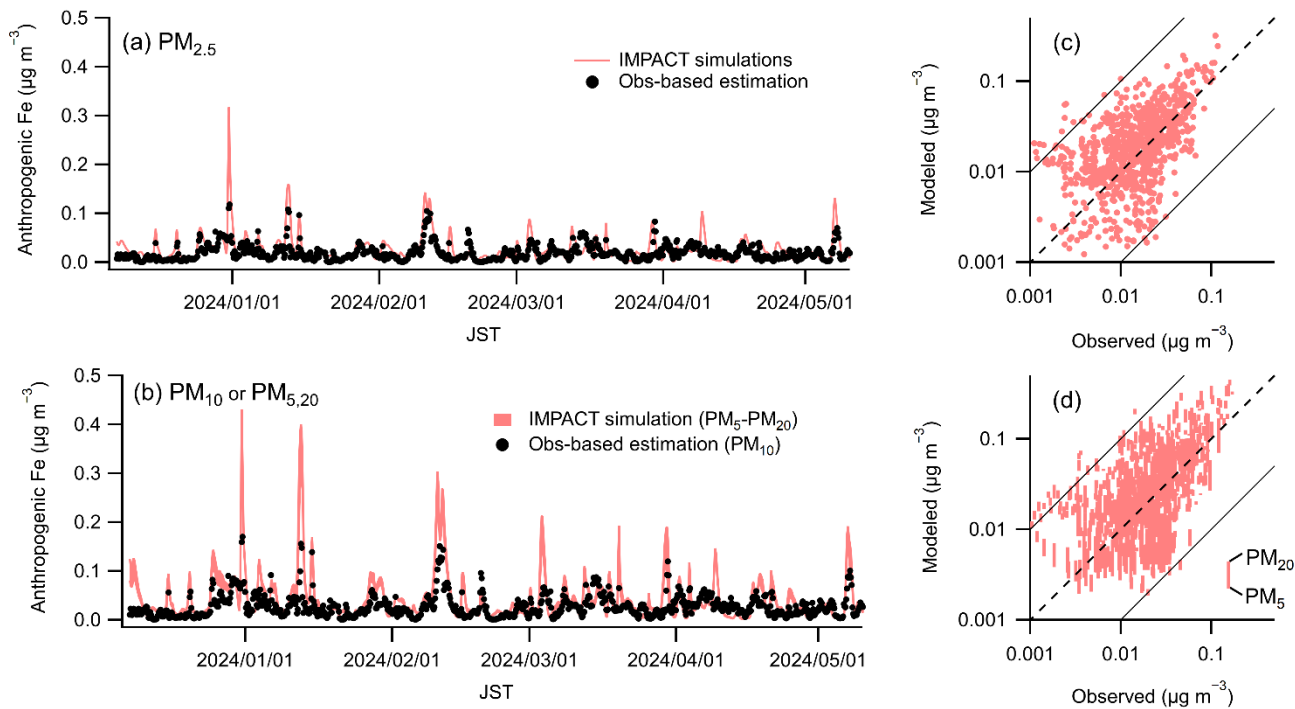 (a) PM2.5
Anthropogenic Fe (µg m−3)
0.5
0.4
0.3
0.2
0.1
0.0
IMPACT simulations
Obs-based estimation
2024/01/01 2024/02/01 2024/03/01 2024/04/01 2024/05/01
JST
(c)
Modeled (µg m−3)
0.1
0.01
0.001
0.001 0.01 0.1
Observed (µg m−3)
(b) PM10 or PM5,20
Anthropogenic Fe (µg m−3)
0.5
0.4
0.3
0.2
0.1
0.0
IMPACT simulation (PM5-PM20)
Obs-based estimation (PM10)
2024/01/01 2024/02/01 2024/03/01 2024/04/01 2024/05/01
JST
(d)
Modeled (µg m−3)
0.1
0.01
0.001
PM20
PM5
0.001 0.01 0.1
Observed (µg m−3)